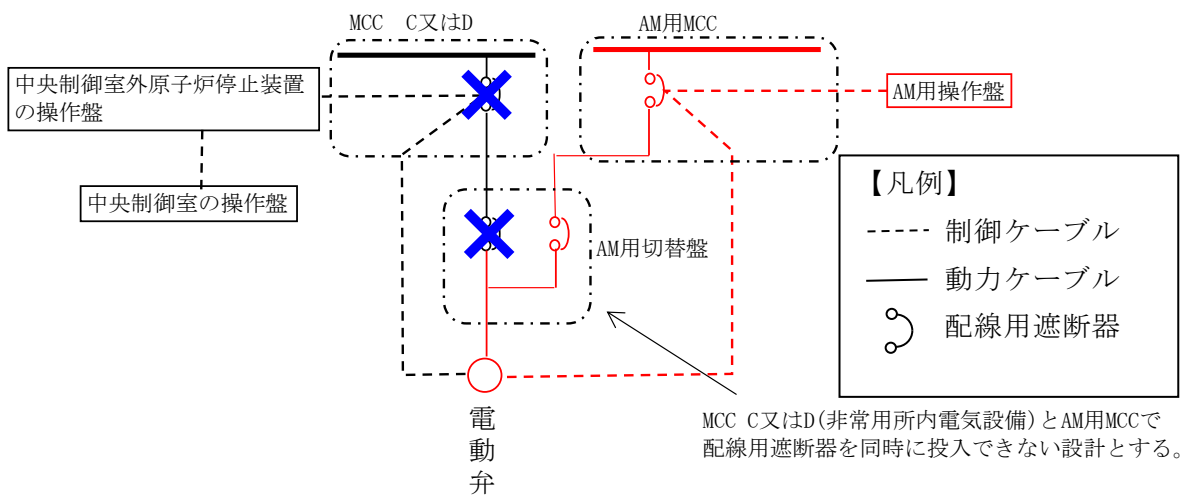 MCC C又はD
AM用MCC
中央制御室外原子炉停止装置
の操作盤
AM用操作盤
中央制御室の操作盤
AM用切替盤
【凡例】
制御ケーブル
動力ケーブル
配線用遮断器
電動弁
MCC C又はD(非常用所内電気設備)とAM用MCCで
配線用遮断器を同時に投入できない設計とする。